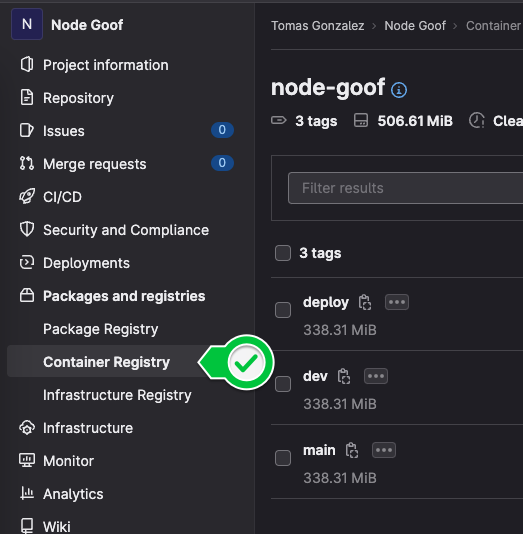 N Node Goof
Project information
Repository
Issues 0
Merge requests 0
CI/CD
Security and Compliance
Deployments
Packages and registries
Package Registry
Container Registry
Infrastructure Registry
Infrastructure
Monitor
Analytics
Wiki
Tomas Gonzalez › Node Goof › Container
node-goof
3 tags 506.61 MiB Clea
Filter results
3 tags
deploy
338.31 MiB
dev
338.31 MiB
main
338.31 MiB